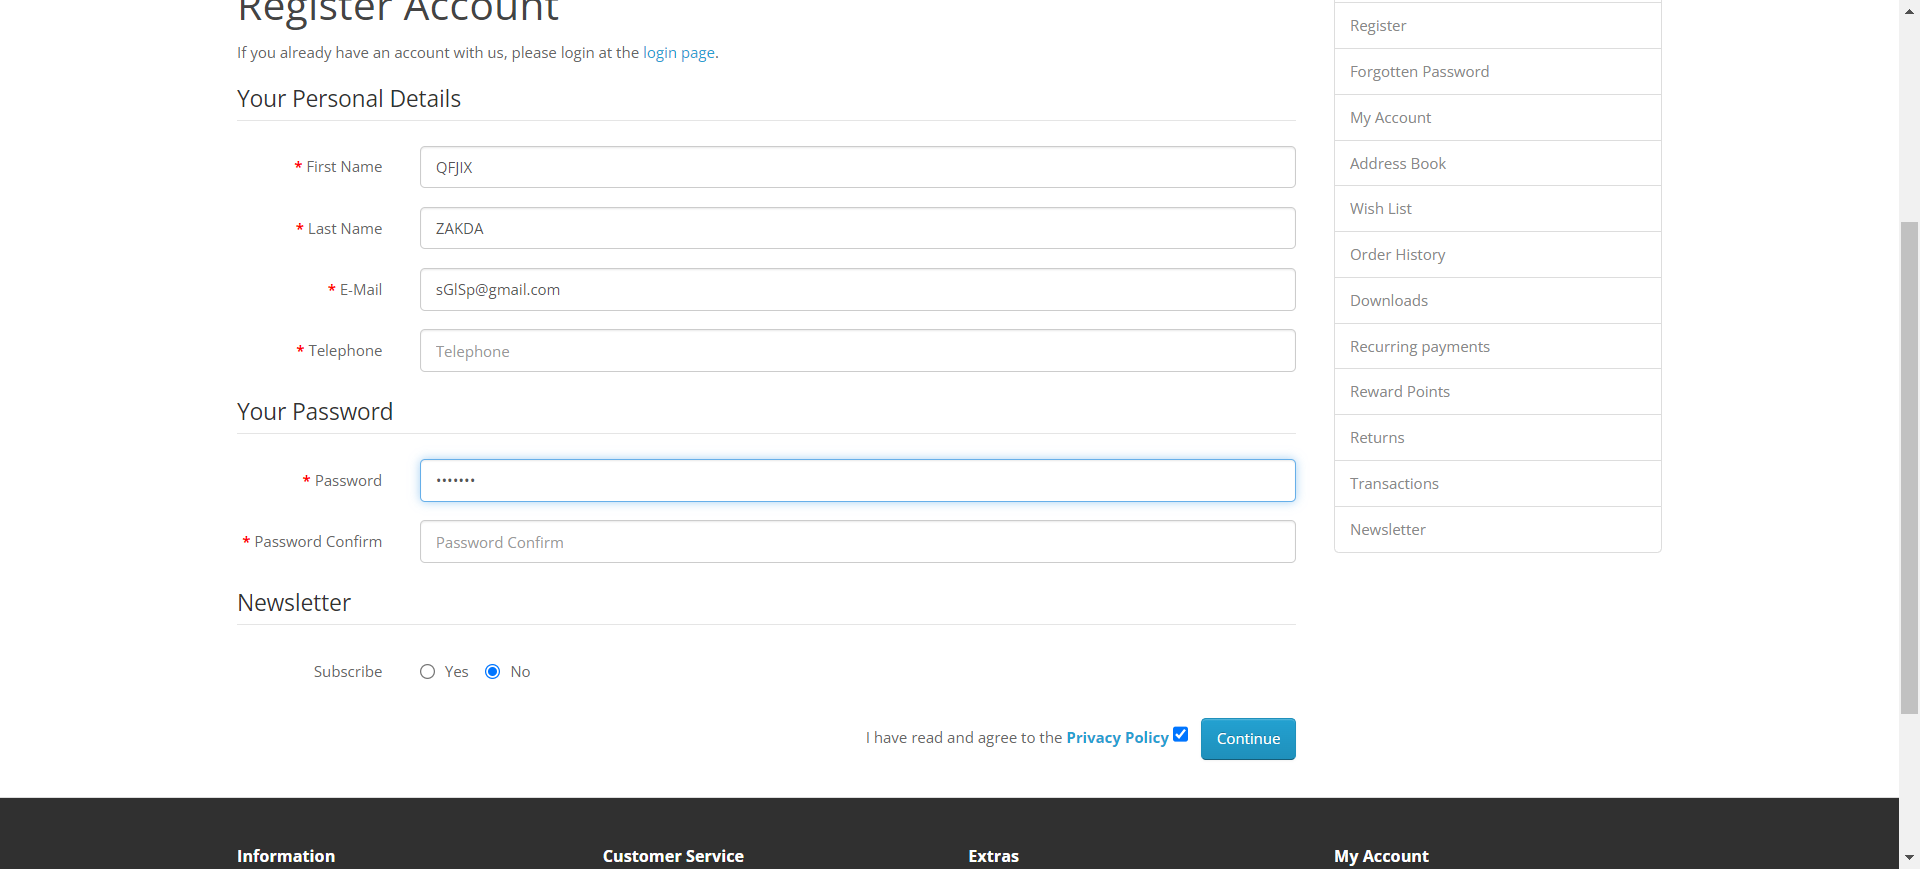 Register Account
If you already have an account with us, please login at the login page.
Your Personal Details
* First Name
QFJIX
* Last Name
ZAKDA
* E-Mail
sGlSp@gmail.com
* Telephone
Telephone
Your Password
* Password
•••••••
* Password Confirm
Password Confirm
Newsletter
Subscribe
Yes
No
I have read and agree to the Privacy Policy
Continue
Register
Forgotten Password
My Account
Address Book
Wish List
Order History
Downloads
Recurring payments
Reward Points
Returns
Transactions
Newsletter
Information
Customer Service
Extras
My Account